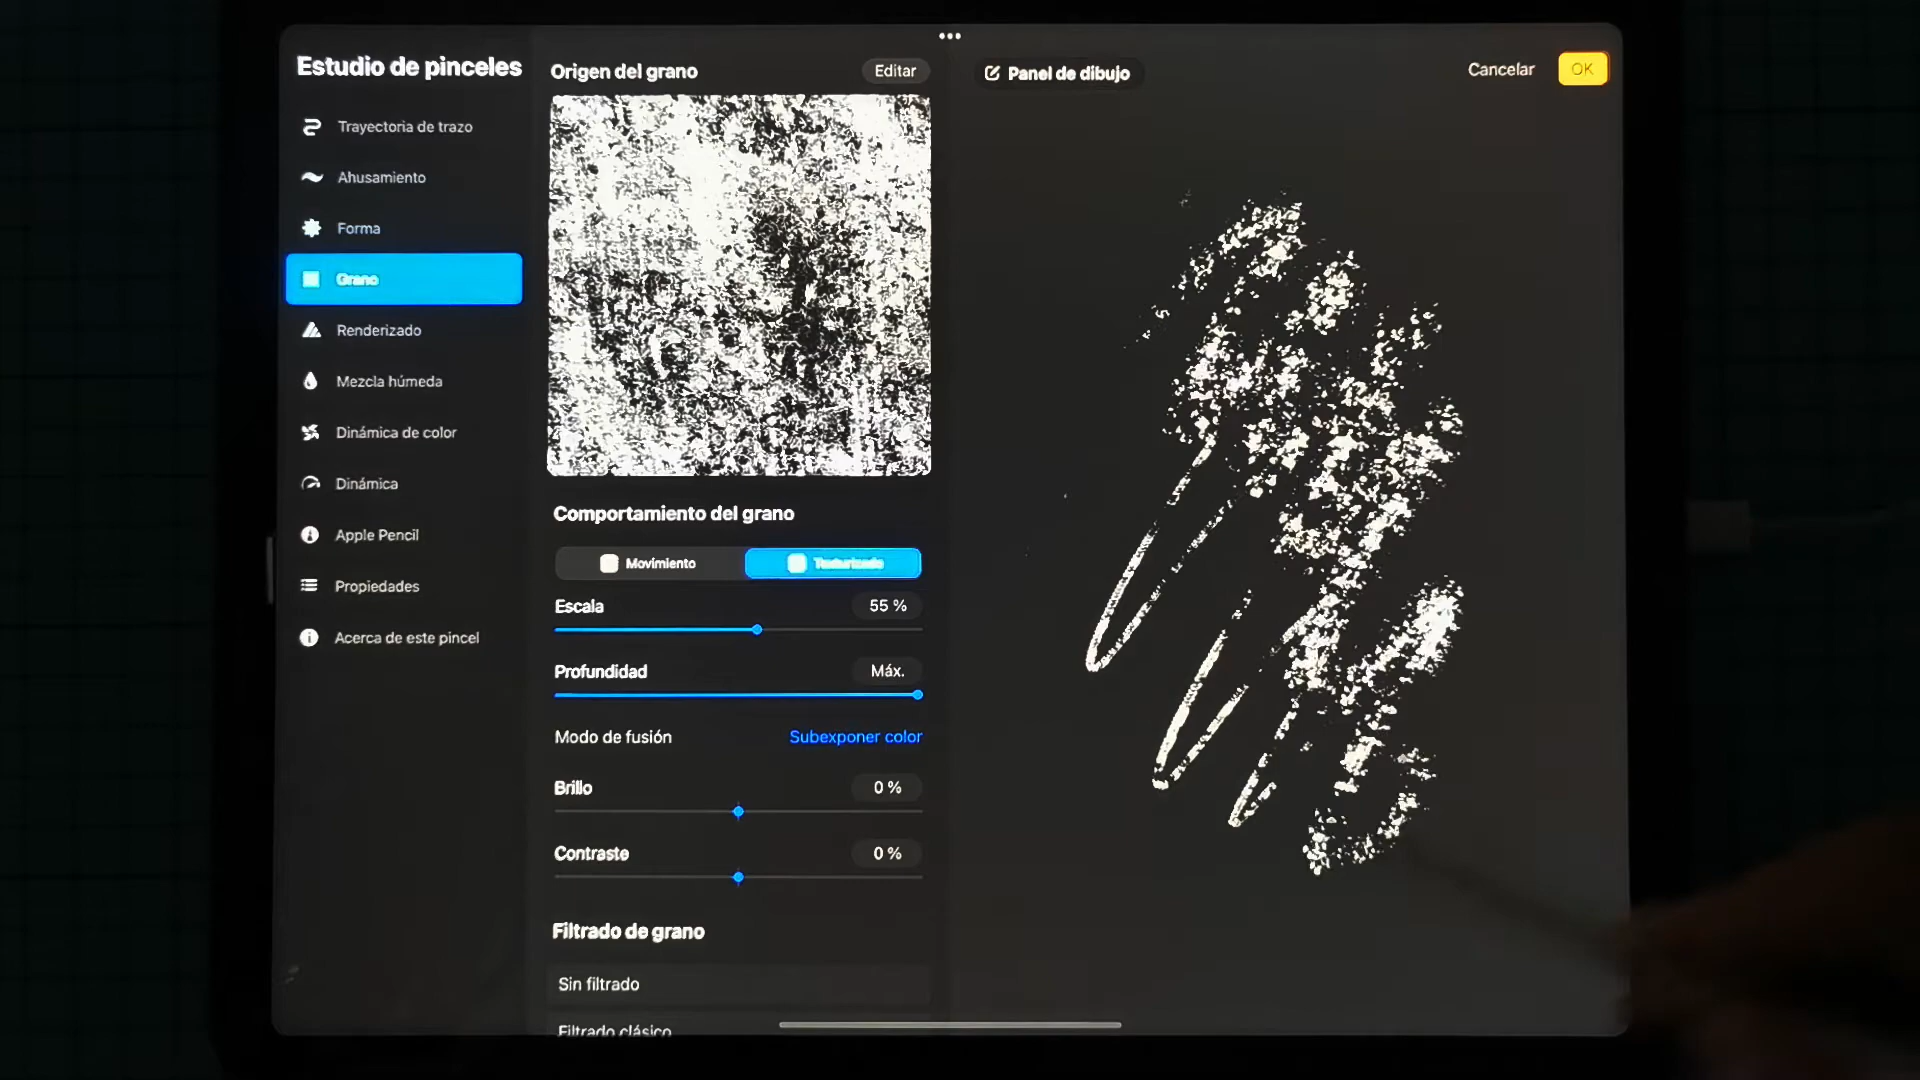 Estudio de pinceles
Trayectoria de trazo
Ahusamiento
Forma
Grano
Renderizado
Mezcla húmeda
Dinámica de color
Dinámica
Apple Pencil
Propiedades
Acerca de este pincel
Origen del grano
Editar
Comportamiento del grano
Movimiento
Texturizado
Escala
55 %
Profundidad
Máx.
Modo de fusión
Subexponer color
Brillo
0 %
Contraste
0 %
Filtrado de grano
Sin filtrado
Filtrado clásico
Panel de dibujo
Cancelar
OK